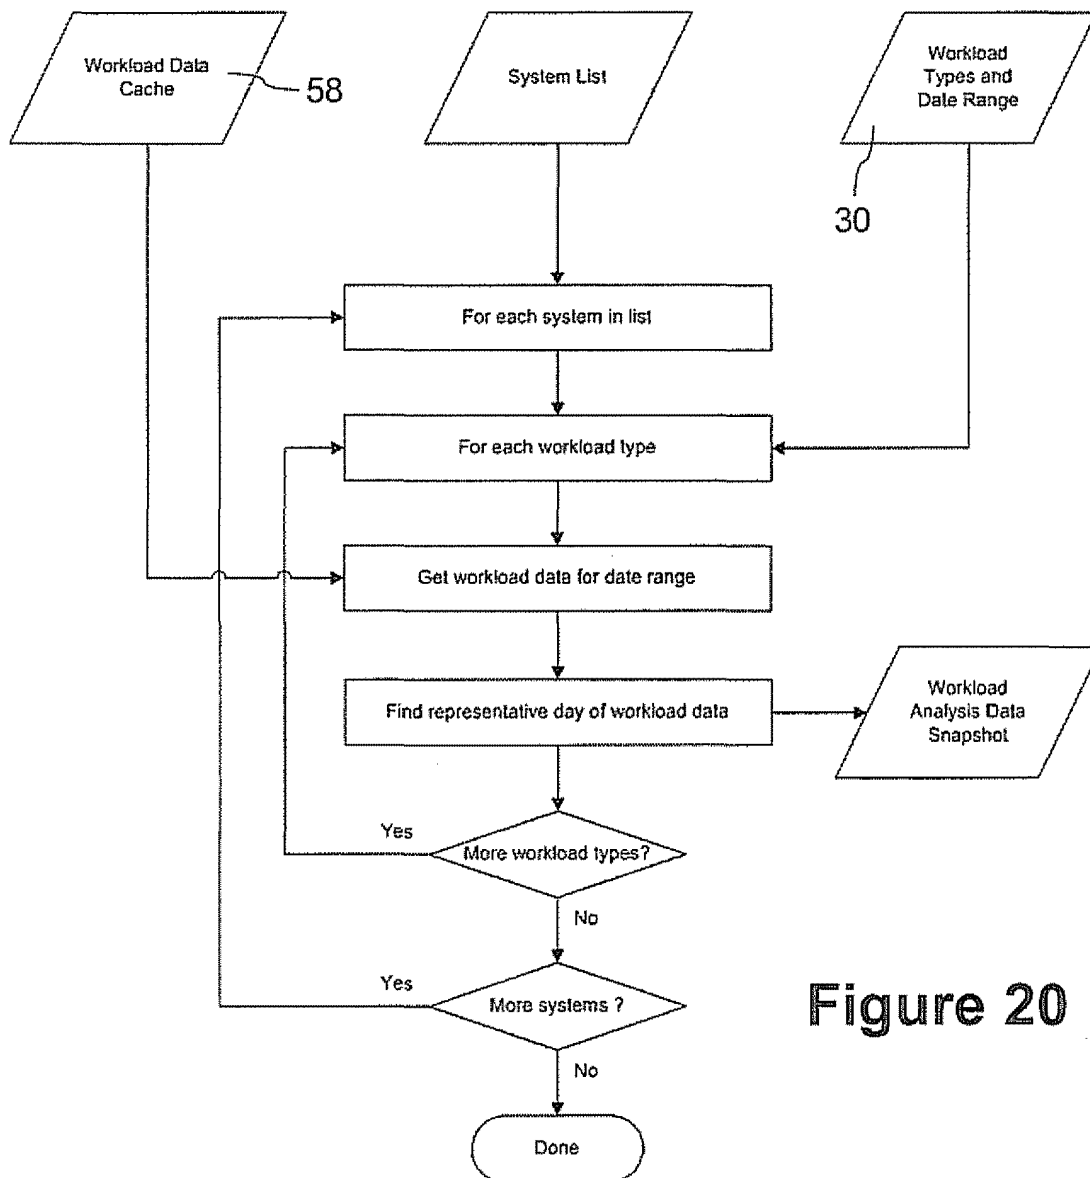 Workload Data
Cache
58
System List
Workload
Types and
Date Range
30
For each system in list
For each workload type
Get workload data for date range
Find representative day of workload data
Workload
Analysis Data
Snapshot
Yes
More workload types?
No
Yes
More systems ?
No
Figure 20
Done